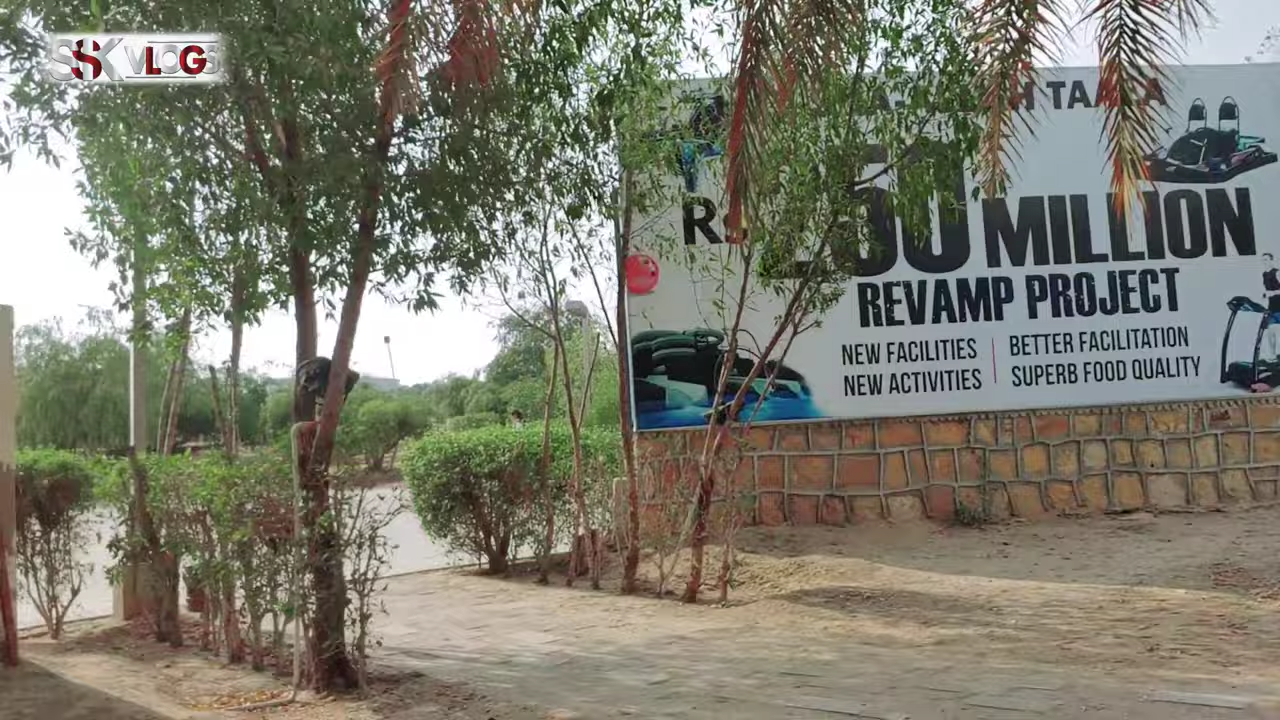 SSK VLOGS
MILLION
REVAMP PROJECT
NEW FACILITIES | BETTER FACILITATION
NEW ACTIVITIES | SUPERB FOOD QUALITY